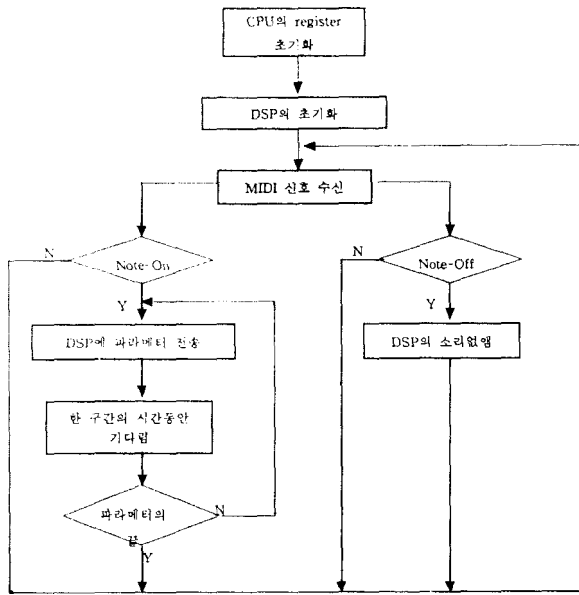 CPU의 register
초기화
DSP의 초기화
MIDI 신호 수신
N
Note-On
Y
DSP에 파라메터 전송
한 구간의 시간동안
기다림
파라메터의
끝
N
Y
N
Note-Off
Y
DSP의 소리없앰